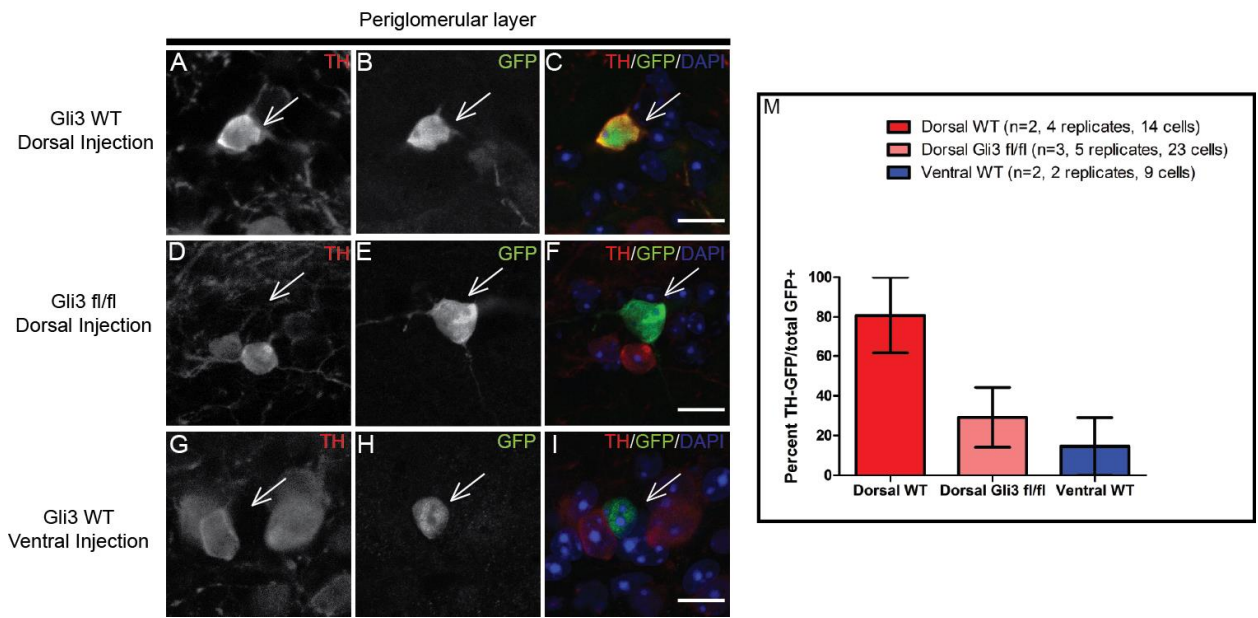 Periglomerular layer
Gli3 WT
Dorsal Injection
A
TH
B
GFP
C
TH/GFP/DAPI
Gli3 fl/fl
Dorsal Injection
D
TH
E
GFP
F
TH/GFP/DAPI
Gli3 WT
Ventral Injection
G
TH
H
GFP
I
TH/GFP/DAPI
M
Dorsal WT (n=2, 4 replicates, 14 cells)
Dorsal Gli3 fl/fl (n=3, 5 replicates, 23 cells)
Ventral WT (n=2, 2 replicates, 9 cells)
Percent TH-GFP/total GFP+
100
80
60
40
20
0
Dorsal WT
Dorsal Gli3 fl/fl
Ventral WT